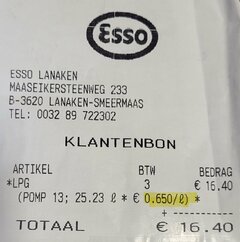 Esso
ESSO LANAKEN
MAASEIKERSTEENWEG 233
B-3620 LANAKEN-SMEERMAAS
TEL: 0032 89 722302
KLANTENBON
ARTIKEL BTW BEDRAG
*LPG 3 € 16.40
(POMP 13; 25.23 ℓ * € 0.650/ℓ) *
+ ----------
TOTAAL € 16.40